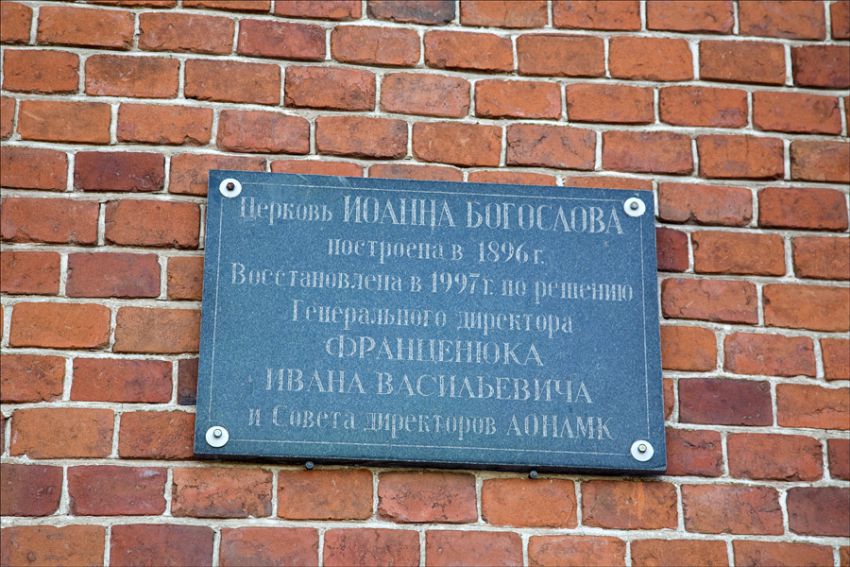 Церковь ИОАННА БОГОСЛОВА
построена в 1896 г.
Восстановлена в 1997 г. по решению
Генерального директора
ФРАНЦЕНЮКА
ИВАНА ВАСИЛЬЕВИЧА
и Совета директоров АОНЛМК